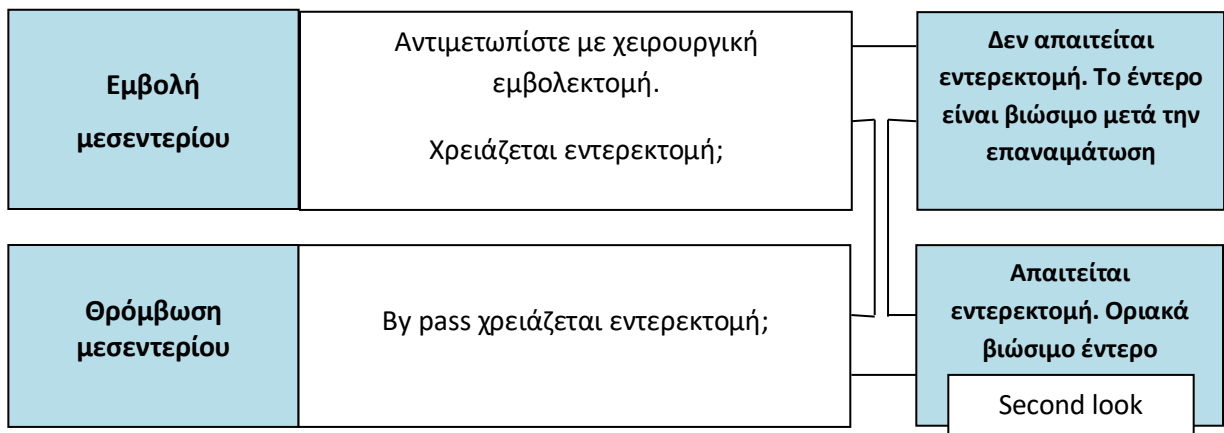 Εμβολή
μεσεντερίου
Αντιμετωπίστε με χειρουργική
εμβολεκτομή.
Χρειάζεται εντερεκτομή;
Δεν απαιτείται
εντερεκτομή. Το έντερο
είναι βιώσιμο μετά την
επαναιμάτωση
Θρόμβωση
μεσεντερίου
By pass χρειάζεται εντερεκτομή;
Απαιτείται
εντερεκτομή. Οριακά
βιώσιμο έντερο
Second look